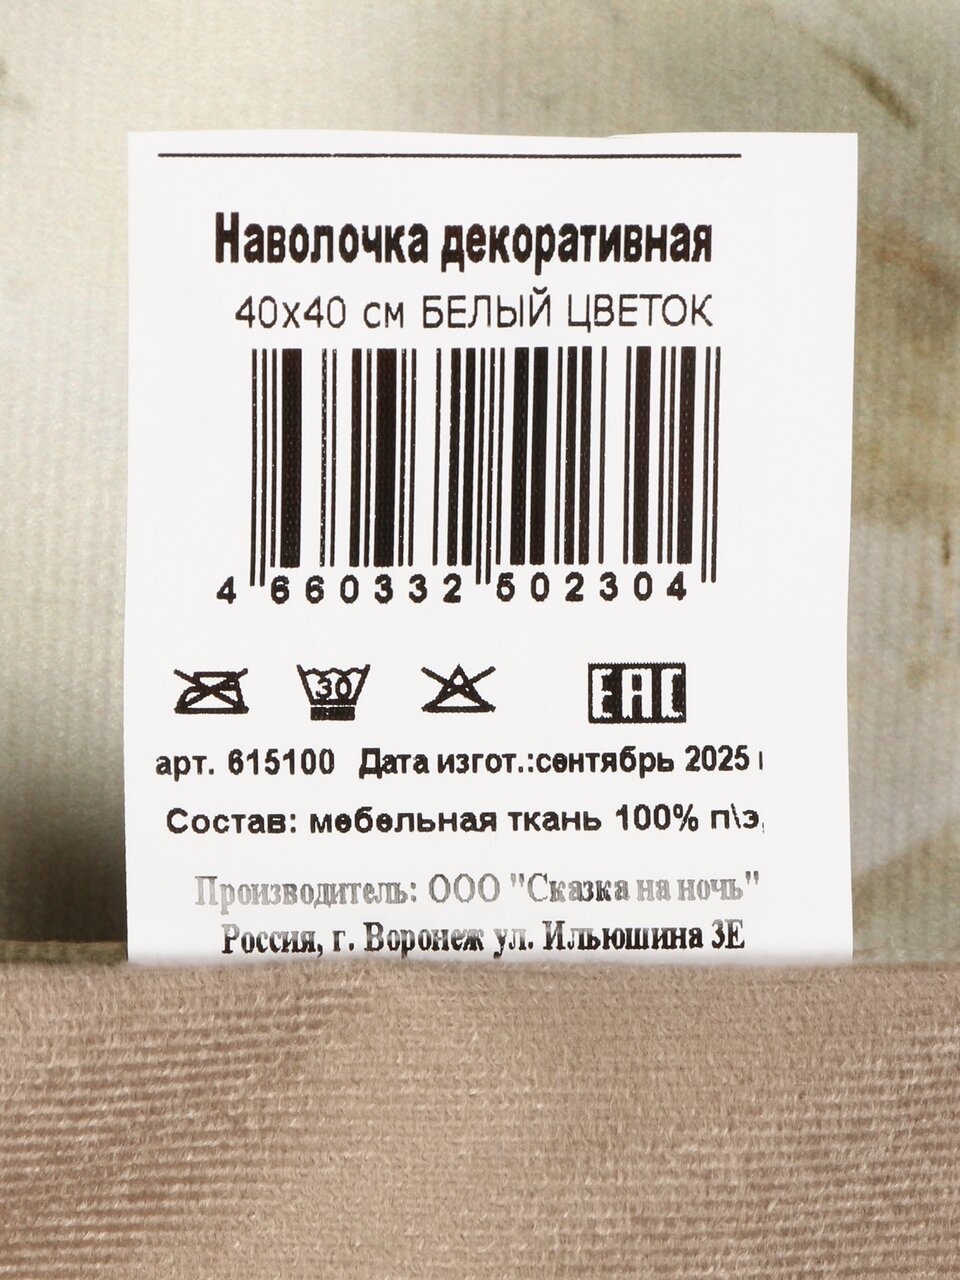 Наволочка декоративная
40х40 см БЕЛЫЙ ЦВЕТОК
4 660332 502304
30
EAC
арт. 615100 Дата изгот.:сентябрь 2025
Состав: мебельная ткань 100% п\э,
Производитель: ООО "Сказка на ночь"
Россия, г. Воронеж ул. Ильюшина 3Е